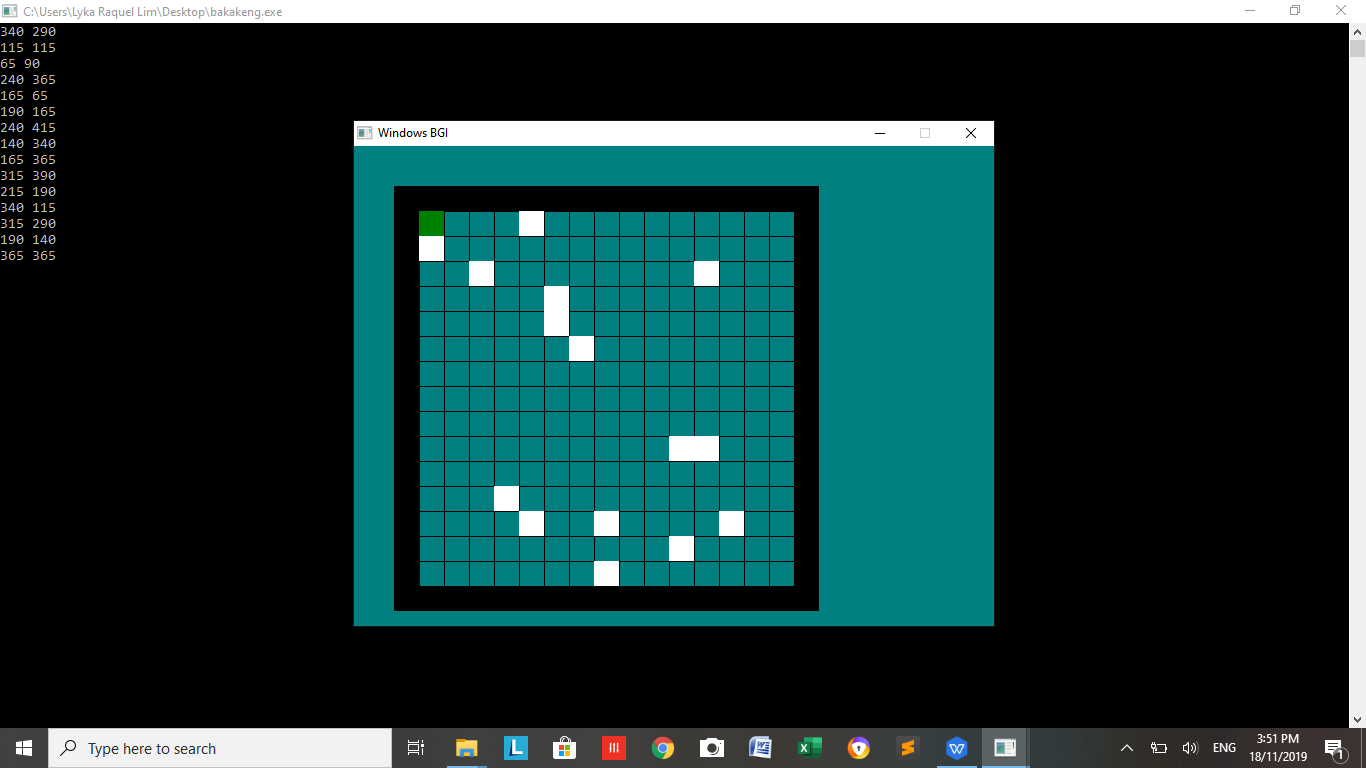 C:\Users\Lyka Raquel Lim\Desktop\bakakeng.exe
340 290
115 115
65 90
240 365
165 65
190 165
240 415
140 340
165 365
315 390
215 190
340 115
315 290
190 140
365 365
Windows BGI
Type here to search
L
W
ENG
3:51 PM
18/11/2019
1